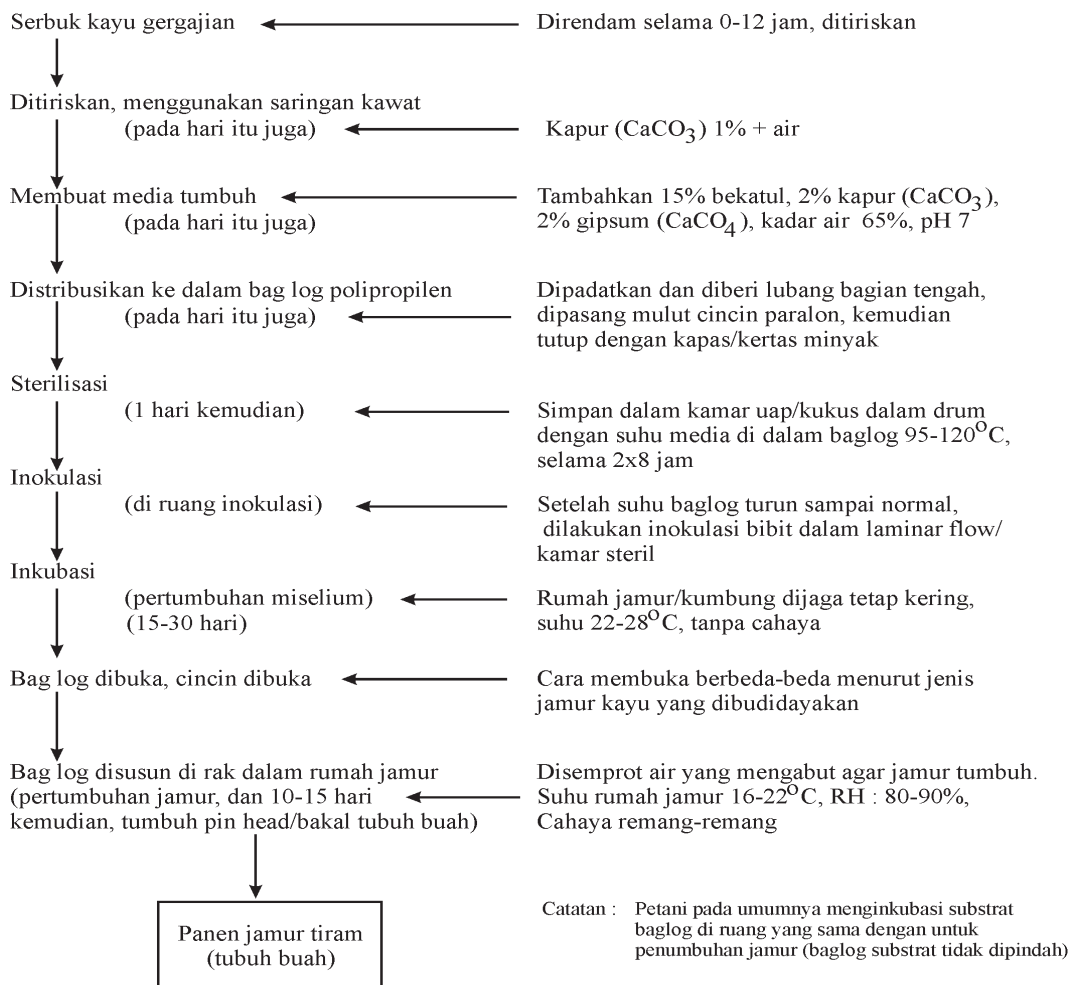 Serbuk kayu gergajian
Direndam selama 0-12 jam, ditiriskan
Ditiriskan, menggunakan saringan kawat
(pada hari itu juga)
Kapur (CaCO3) 1% + air
Membuat media tumbuh
(pada hari itu juga)
Tambahkan 15% bekatul, 2% kapur (CaCO3),
2% gipsum (CaCO4), kadar air 65%, pH 7
Distribusikan ke dalam bag log polipropilen
(pada hari itu juga)
Dipadatkan dan diberi lubang bagian tengah,
dipasang mulut cincin paralon, kemudian
tutup dengan kapas/kertas minyak
Sterilisasi
(1 hari kemudian)
Simpan dalam kamar uap/kukus dalam drum
dengan suhu media di dalam baglog 95-120°C,
selama 2x8 jam
Inokulasi
(di ruang inokulasi)
Setelah suhu baglog turun sampai normal,
dilakukan inokulasi bibit dalam laminar flow/
kamar steril
Inkubasi
(pertumbuhan miselium)
(15-30 hari)
Rumah jamur/kumbung dijaga tetap kering,
suhu 22-28°C, tanpa cahaya
Bag log dibuka, cincin dibuka
Cara membuka berbeda-beda menurut jenis
jamur kayu yang dibudidayakan
Bag log disusun di rak dalam rumah jamur
(pertumbuhan jamur, dan 10-15 hari
kemudian, tumbuh pin head/bakal tubuh buah)
Disemprot air yang mengabut agar jamur tumbuh.
Suhu rumah jamur 16-22°C, RH : 80-90%,
Cahaya remang-remang
Panen jamur tiram
(tubuh buah)
Catatan : Petani pada umumnya menginkubasi substrat
baglog di ruang yang sama dengan untuk
penumbuhan jamur (baglog substrat tidak dipindah)